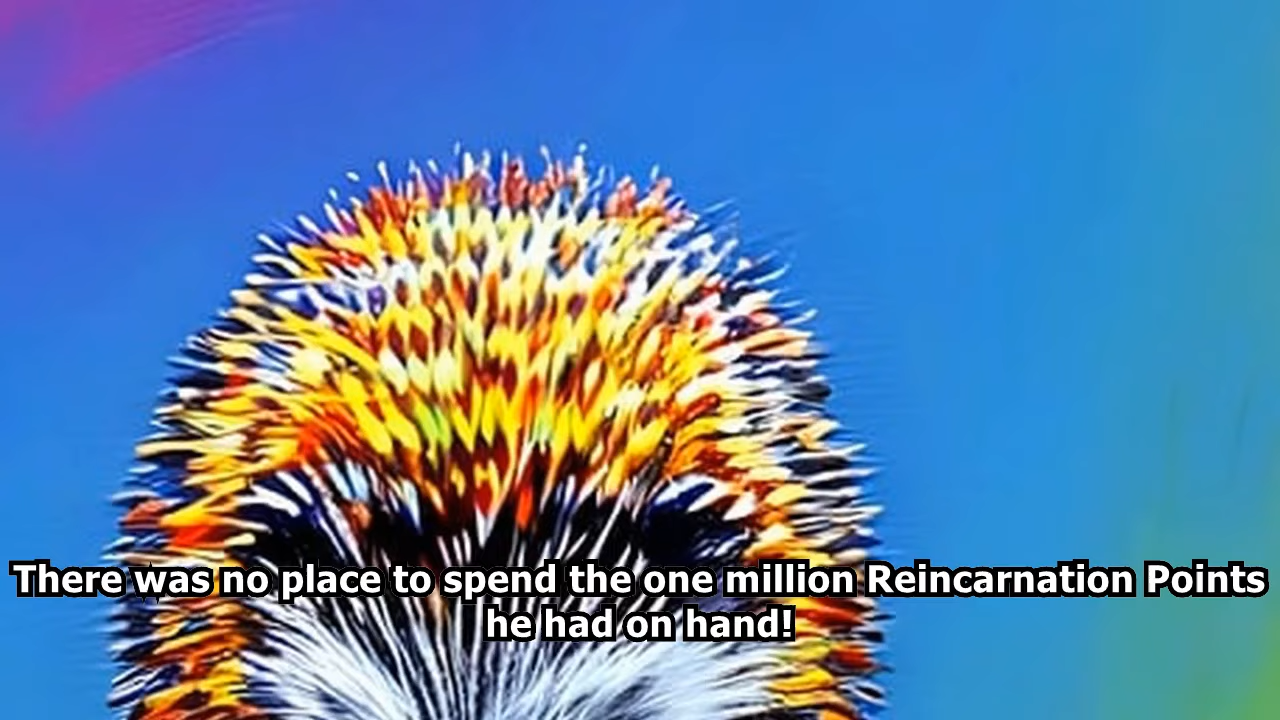 There was no place to spend the one million Reincarnation Points
he had on hand!